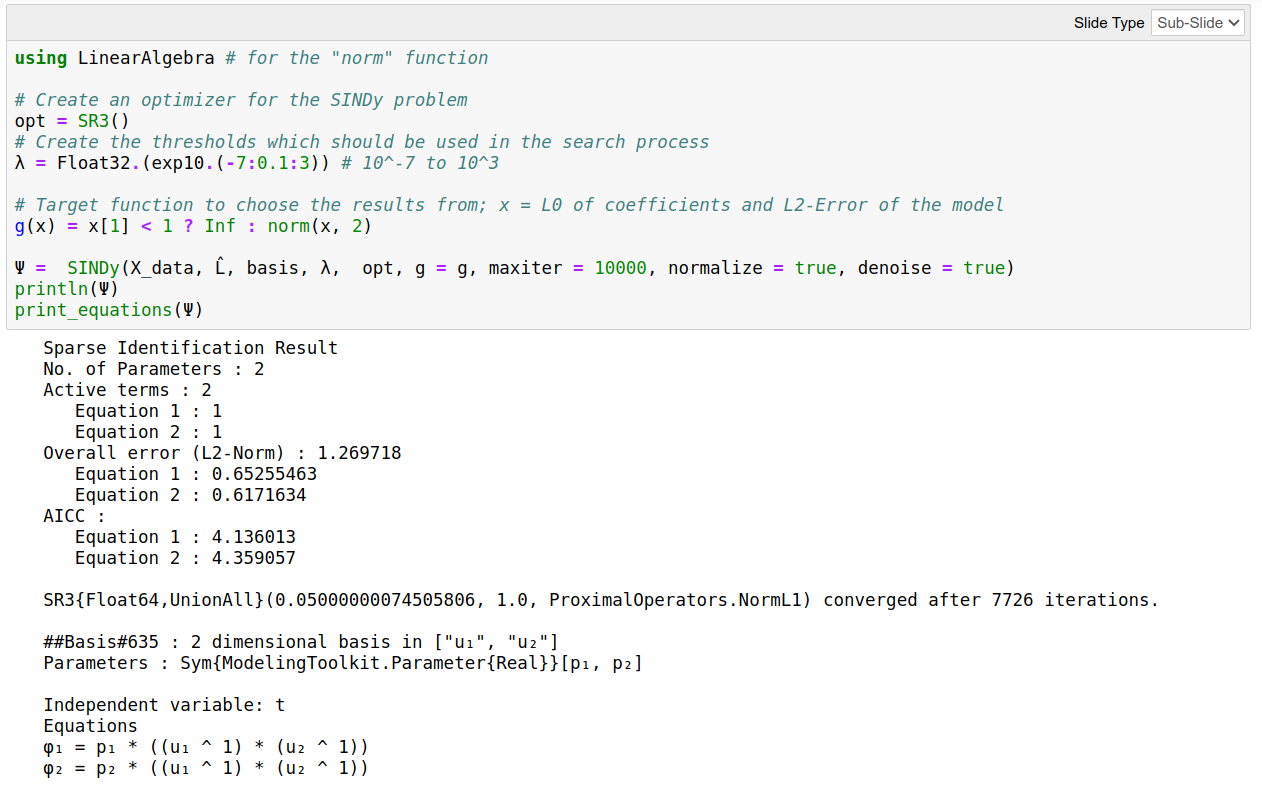 Slide Type Sub-Slide
using LinearAlgebra # for the "norm" function
# Create an optimizer for the SINDy problem
opt = SR3()
# Create the thresholds which should be used in the search process
λ = Float32.(exp10.(-7:0.1:3)) # 10^-7 to 10^3
# Target function to choose the results from; x = L0 of coefficients and L2-Error of the model
g(x) = x[1] < 1 ? Inf : norm(x, 2)
Ψ =  SINDy(X_data, L̂, basis, λ,  opt, g = g, maxiter = 10000, normalize = true, denoise = true)
println(Ψ)
print_equations(Ψ)
Sparse Identification Result
No. of Parameters : 2
Active terms : 2
   Equation 1 : 1
   Equation 2 : 1
Overall error (L2-Norm) : 1.269718
   Equation 1 : 0.65255463
   Equation 2 : 0.6171634
AICC :
   Equation 1 : 4.136013
   Equation 2 : 4.359057
SR3{Float64,UnionAll}(0.05000000074505806, 1.0, ProximalOperators.NormL1) converged after 7726 iterations.
##Basis#635 : 2 dimensional basis in ["u₁", "u₂"]
Parameters : Sym{ModelingToolkit.Parameter{Real}}[p₁, p₂]
Independent variable: t
Equations
φ₁ = p₁ * ((u₁ ^ 1) * (u₂ ^ 1))
φ₂ = p₂ * ((u₁ ^ 1) * (u₂ ^ 1))